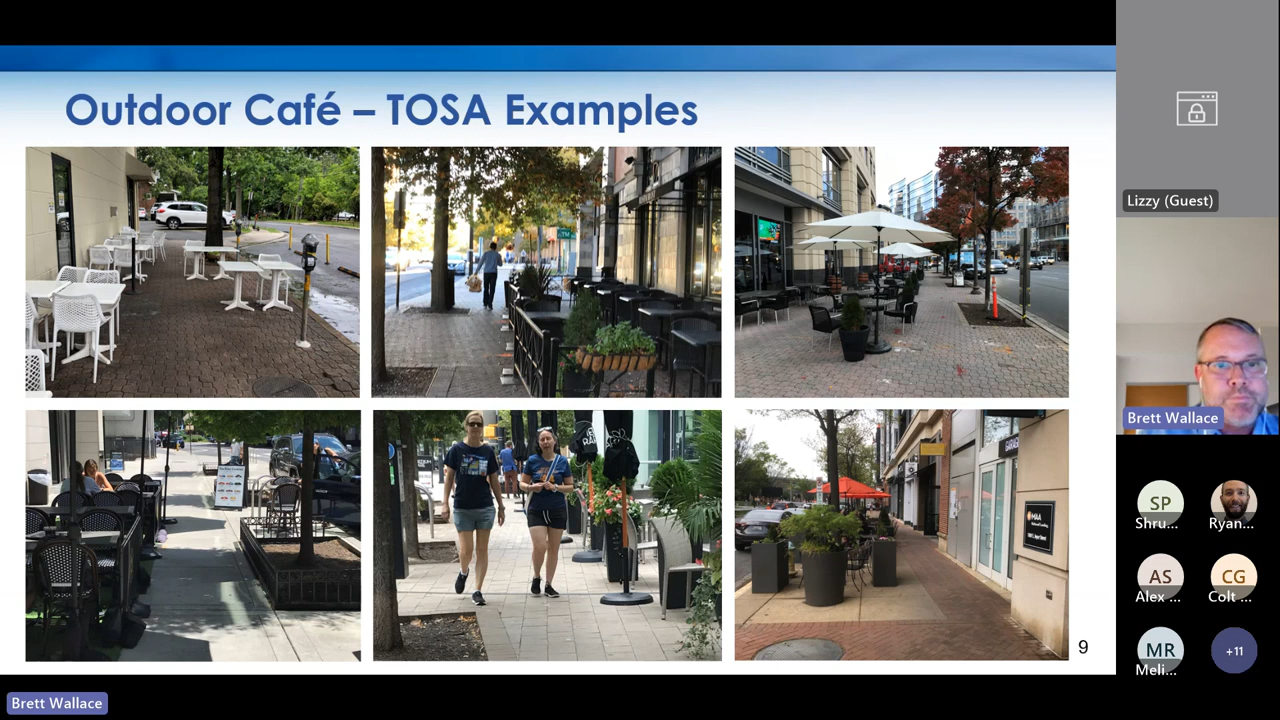 Outdoor Café – TOSA Examples
9
Brett Wallace
Lizzy (Guest)
Brett Wallace
SP
Shru...
Ryan...
AS
Alex ...
CG
Colt ...
MR
Meli...
+11